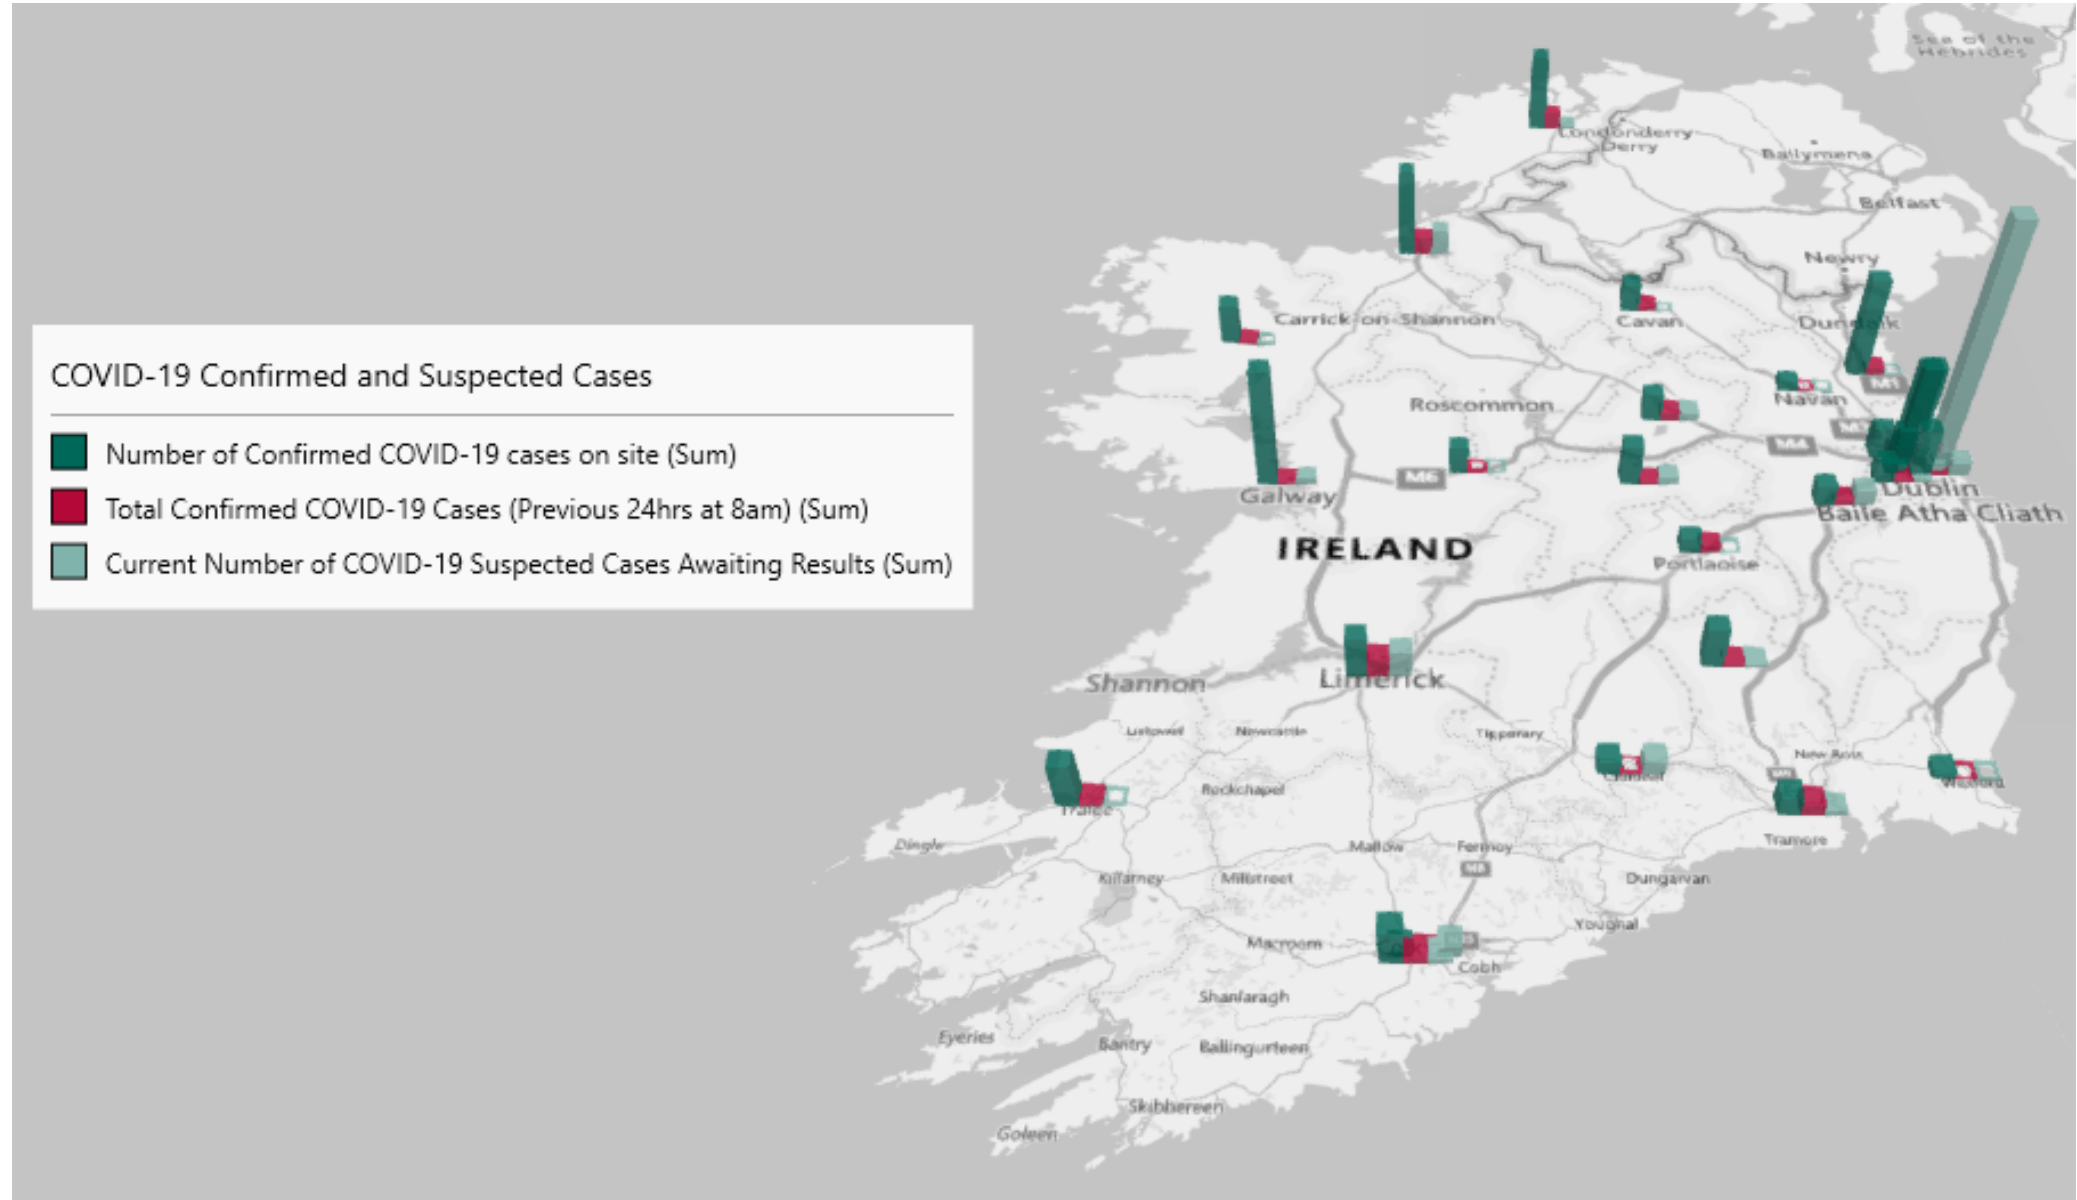 Sea of the
Hebrides
Londonderry
Derry
Ballymena
Belfast
Newry
Carrick-on-Shannon
Cavan
Dundalk
COVID-19 Confirmed and Suspected Cases
Number of Confirmed COVID-19 cases on site (Sum)
Total Confirmed COVID-19 Cases (Previous 24hrs at 8am) (Sum)
Current Number of COVID-19 Suspected Cases Awaiting Results (Sum)
M1
Navan
Roscommon
M4
M6
Galway
Dublin
Baile Atha Cliath
IRELAND
Portlaoise
Limerick
Shannon
Listowel
Newcastle
Tipperary
New Ross
Rockchapel
Tralee
Wexford
Dingle
Mallow
Fermoy
Tramore
M8
Killarney
Millstreet
Dungarvan
Youghal
Macroom
Cobh
Shanlaragh
Eyeries
Bantry
Ballingurteen
Skibbereen
Goleen